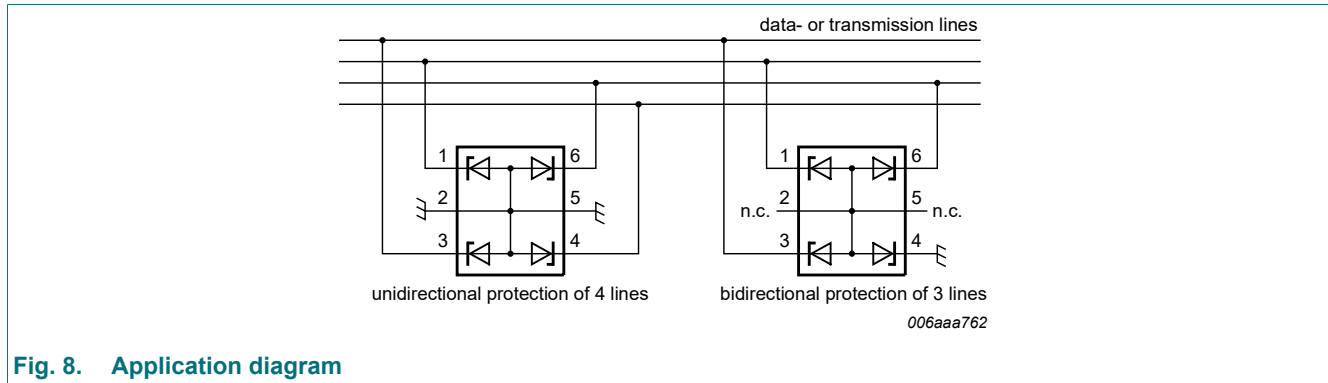 data- or transmission lines
1 6 1 6
2 5 n.c. 2 5 n.c.
3 4 3 4
unidirectional protection of 4 lines bidirectional protection of 3 lines
006aaa762
Fig. 8. Application diagram